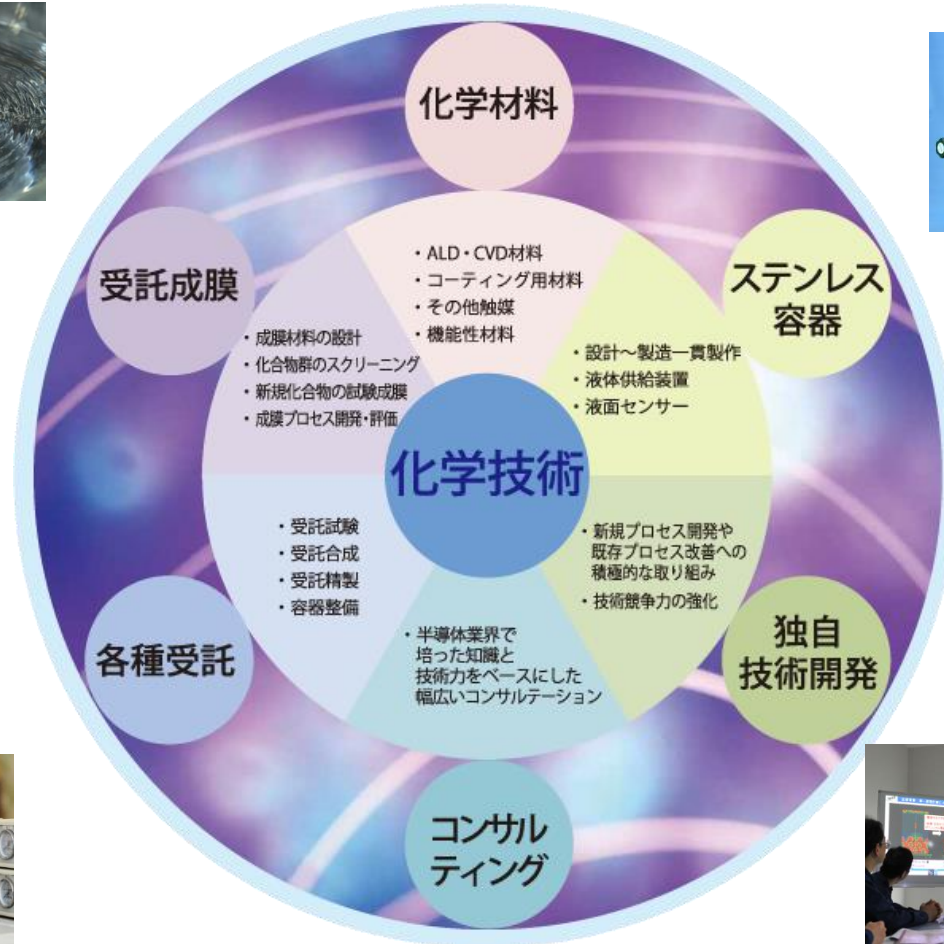 化学材料
・ALD・CVD材料
・コーティング用材料
・その他触媒
・機能性材料
ステンレス
容器
・設計～製造一貫製作
・液体供給装置
・液面センサー
独自
技術開発
・新規プロセス開発や
既存プロセス改善への
積極的な取り組み
・技術競争力の強化
コンサル
ティング
・半導体業界で
培った知識と
技術力をベースにした
幅広いコンサルテーション
各種受託
・受託試験
・受託合成
・受託精製
・容器整備
受託成膜
・成膜材料の設計
・化合物群のスクリーニング
・新規化合物の試験成膜
・成膜プロセス開発・評価
化学技術